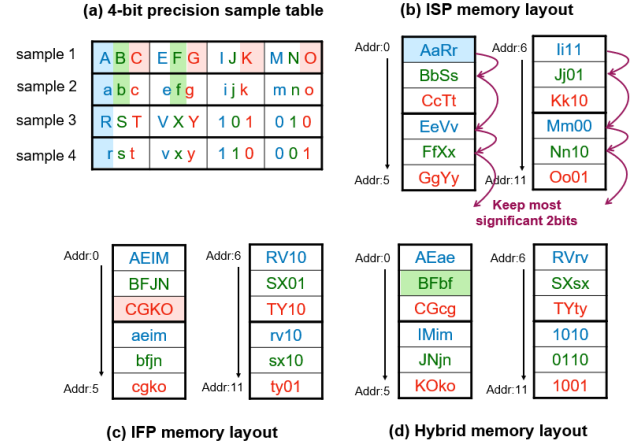 (a) 4-bit precision sample table
sample 1 A B C E F G I J K M N O
sample 2 a b c e f g i j k m n o
sample 3 R S T V X Y 1 0 1 0 1 0
sample 4 r s t v x y 1 1 0 0 0 1
(b) ISP memory layout
Addr:0 AaRr
BbSs
CcTt
EeVv
FfXx
Addr:5 GgYy
Addr:6 Ii11
Jj01
Kk10
Mm00
Nn10
Addr:11 Oo01
Keep most
significant 2bits
Addr:0 AEIM
BFJN
CGKO
aeim
bfjn
Addr:5 cgko
Addr:6 RV10
SX01
TY10
rv10
sx10
Addr:11 ty01
(c) IFP memory layout
Addr:0 AEae
BFbf
CGcg
IMim
JNjn
Addr:5 KOko
Addr:6 RVrv
SXsx
TYty
1010
0110
Addr:11 1001
(d) Hybrid memory layout